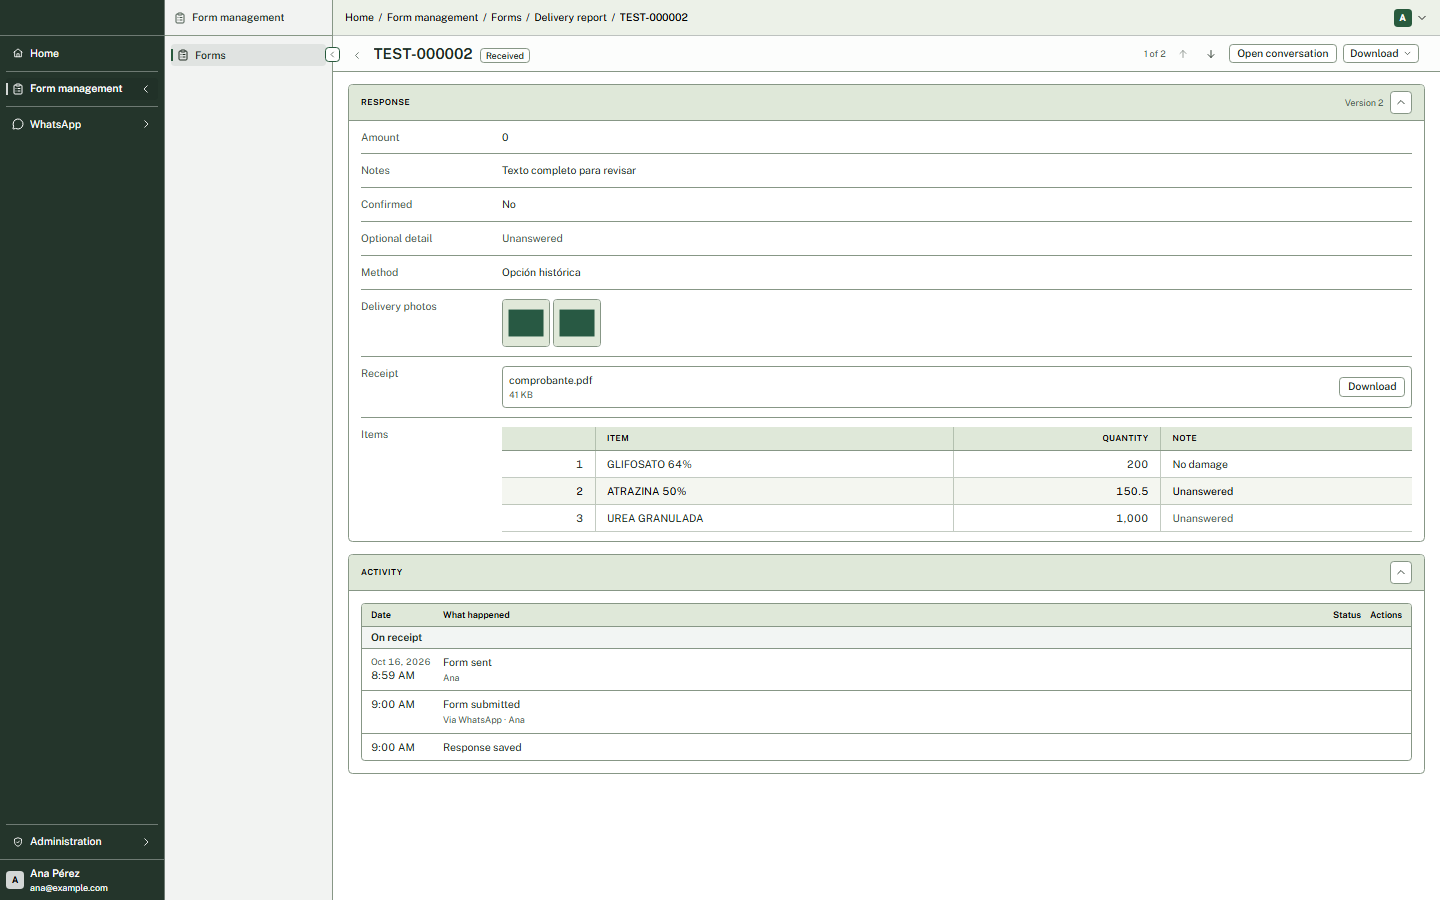 Form management
Home / Form management / Forms / Delivery report / TEST-000002
A
Home
Form management
WhatsApp
Forms
TEST-000002
Received
1 of 2
Open conversation
Download
RESPONSE
Version 2
Amount
0
Notes
Texto completo para revisar
Confirmed
No
Optional detail
Unanswered
Method
Opción histórica
Delivery photos
Receipt
comprobante.pdf
41 KB
Download
Items
ITEM QUANTITY NOTE
1 GLIFOSATO 64% 200 No damage
2 ATRAZINA 50% 150.5 Unanswered
3 UREA GRANULADA 1,000 Unanswered
ACTIVITY
Date What happened Status Actions
On receipt
Oct 16, 2026
8:59 AM
Form sent
Ana
9:00 AM Form submitted
Via WhatsApp · Ana
9:00 AM Response saved
Administration
A
Ana Pérez
ana@example.com